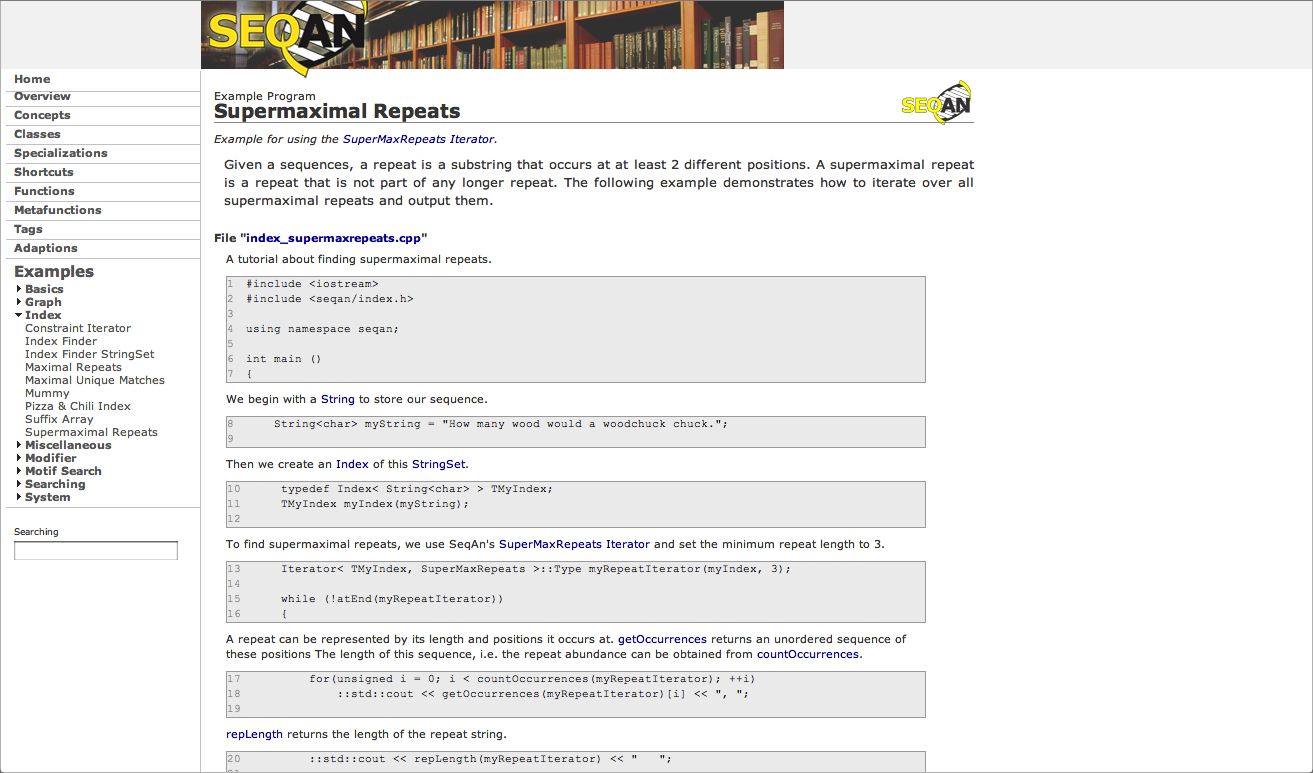 SEQAN
Home
Overview
Concepts
Classes
Specializations
Shortcuts
Functions
Metafunctions
Tags
Adaptions
Examples
Basics
Graph
Index
Constraint Iterator
Index Finder
Index Finder StringSet
Maximal Repeats
Maximal Unique Matches
Mummy
Pizza & Chili Index
Suffix Array
Supermaximal Repeats
Miscellaneous
Modifier
Motif Search
Searching
System
Searching
Example Program
Supermaximal Repeats
SEQAN
Example for using the SuperMaxRepeats Iterator.
Given a sequences, a repeat is a substring that occurs at at least 2 different positions. A supermaximal repeat
is a repeat that is not part of any longer repeat. The following example demonstrates how to iterate over all
supermaximal repeats and output them.
File "index_supermaxrepeats.cpp"
A tutorial about finding supermaximal repeats.
1 #include <iostream>
2 #include <seqan/index.h>
3
4 using namespace seqan;
5
6 int main ()
7 {
We begin with a String to store our sequence.
8 String<char> myString = "How many wood would a woodchuck chuck.";
9
Then we create an Index of this StringSet.
10 typedef Index< String<char> > TMyIndex;
11 TMyIndex myIndex(myString);
12
To find supermaximal repeats, we use SeqAn's SuperMaxRepeats Iterator and set the minimum repeat length to 3.
13 Iterator< TMyIndex, SuperMaxRepeats >::Type myRepeatIterator(myIndex, 3);
14
15 while (!atEnd(myRepeatIterator))
16 {
A repeat can be represented by its length and positions it occurs at. getOccurrences returns an unordered sequence of
these positions The length of this sequence, i.e. the repeat abundance can be obtained from countOccurrences.
17 for(unsigned i = 0; i < countOccurrences(myRepeatIterator); ++i)
18 ::std::cout << getOccurrences(myRepeatIterator)[i] << ", ";
19
repLength returns the length of the repeat string.
20 ::std::cout << repLength(myRepeatIterator) << "   ";